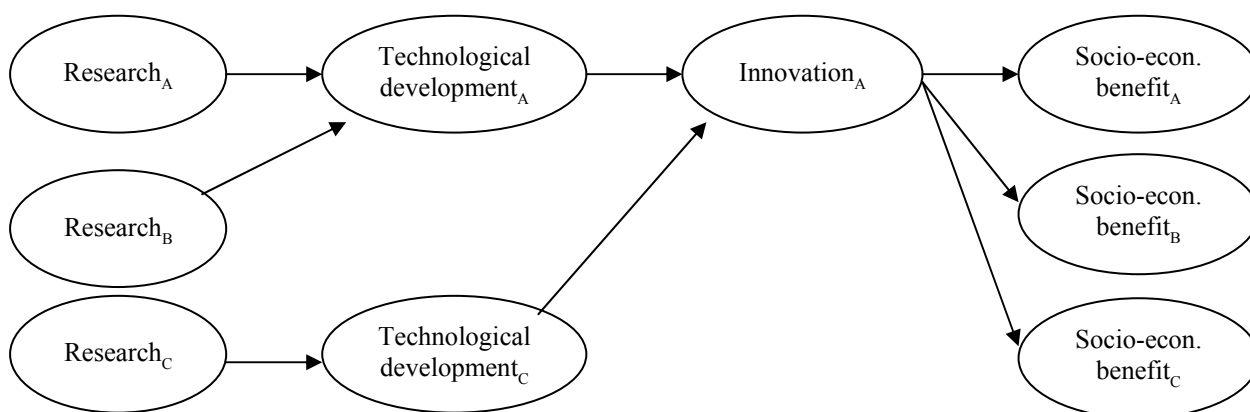 Research_A
Technological
development_A
Innovation_A
Socio-econ.
benefit_A
Research_B
Socio-econ.
benefit_B
Research_C
Technological
development_C
Socio-econ.
benefit_C